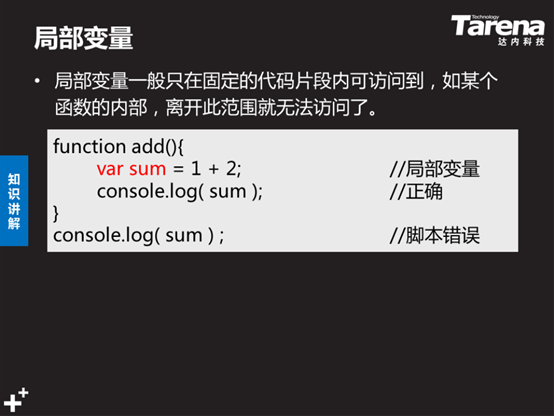 局部变量
Technology
Tarena
达内科技
• 局部变量一般只在固定的代码片段内可访问到，如某个
函数的内部，离开此范围就无法访问了。
知识讲解
function add(){
var sum = 1 + 2; //局部变量
console.log( sum ); //正确
}
console.log( sum ) ; //脚本错误